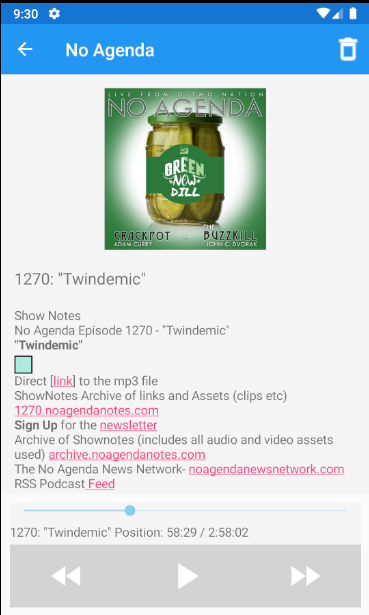 9:30
No Agenda
LIVE FROM GITMO NATION
NO AGENDA
GREEN
NEW
DILL
CRACKPOT
ADAM CURRY
THE
BUZZKILL
JOHN C. DVORAK
1270: "Twindemic"
Show Notes
No Agenda Episode 1270 - "Twindemic"
"Twindemic"
Direct [link] to the mp3 file
ShowNotes Archive of links and Assets (clips etc)
1270.noagendanotes.com
Sign Up for the newsletter
Archive of Shownotes (includes all audio and video assets
used) archive.noagendanotes.com
The No Agenda News Network- noagendanewsnetwork.com
RSS Podcast Feed
1270: "Twindemic" Position: 58:29 / 2:58:02